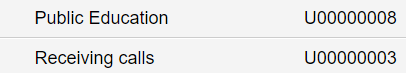 Public Education U00000008
Receiving calls U00000003